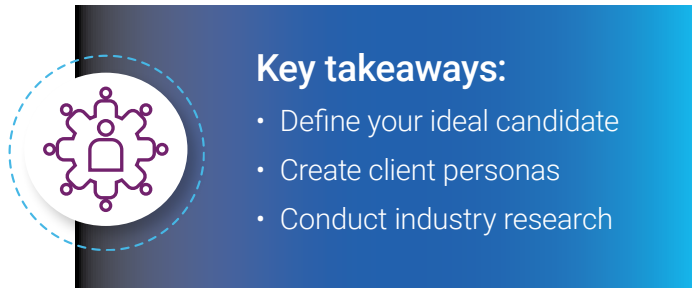 Key takeaways:
• Define your ideal candidate
• Create client personas
• Conduct industry research